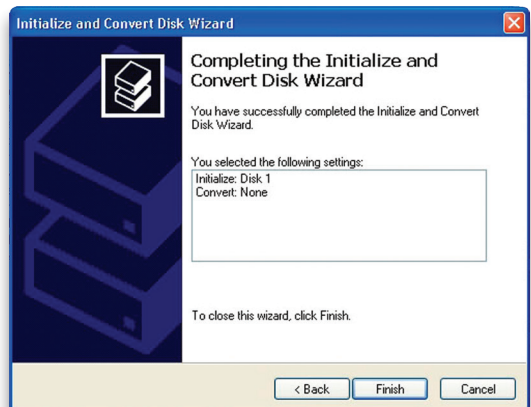 Initialize and Convert Disk Wizard
Completing the Initialize and
Convert Disk Wizard
You have successfully completed the Initialize and Convert
Disk Wizard.
You selected the following settings:
Initialize: Disk 1
Convert: None
To close this wizard, click Finish.
< Back Finish Cancel